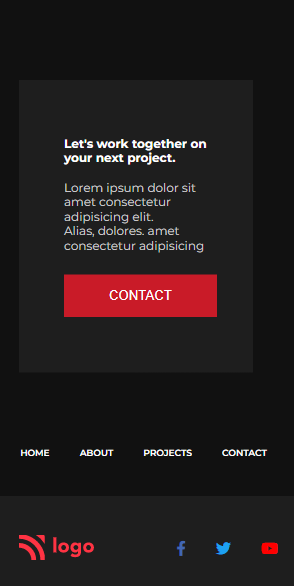 Let's work together on
your next project.
Lorem ipsum dolor sit
amet consectetur
adipisicing elit.
Alias, dolores. amet
consectetur adipisicing
CONTACT
HOME ABOUT PROJECTS CONTACT
logo